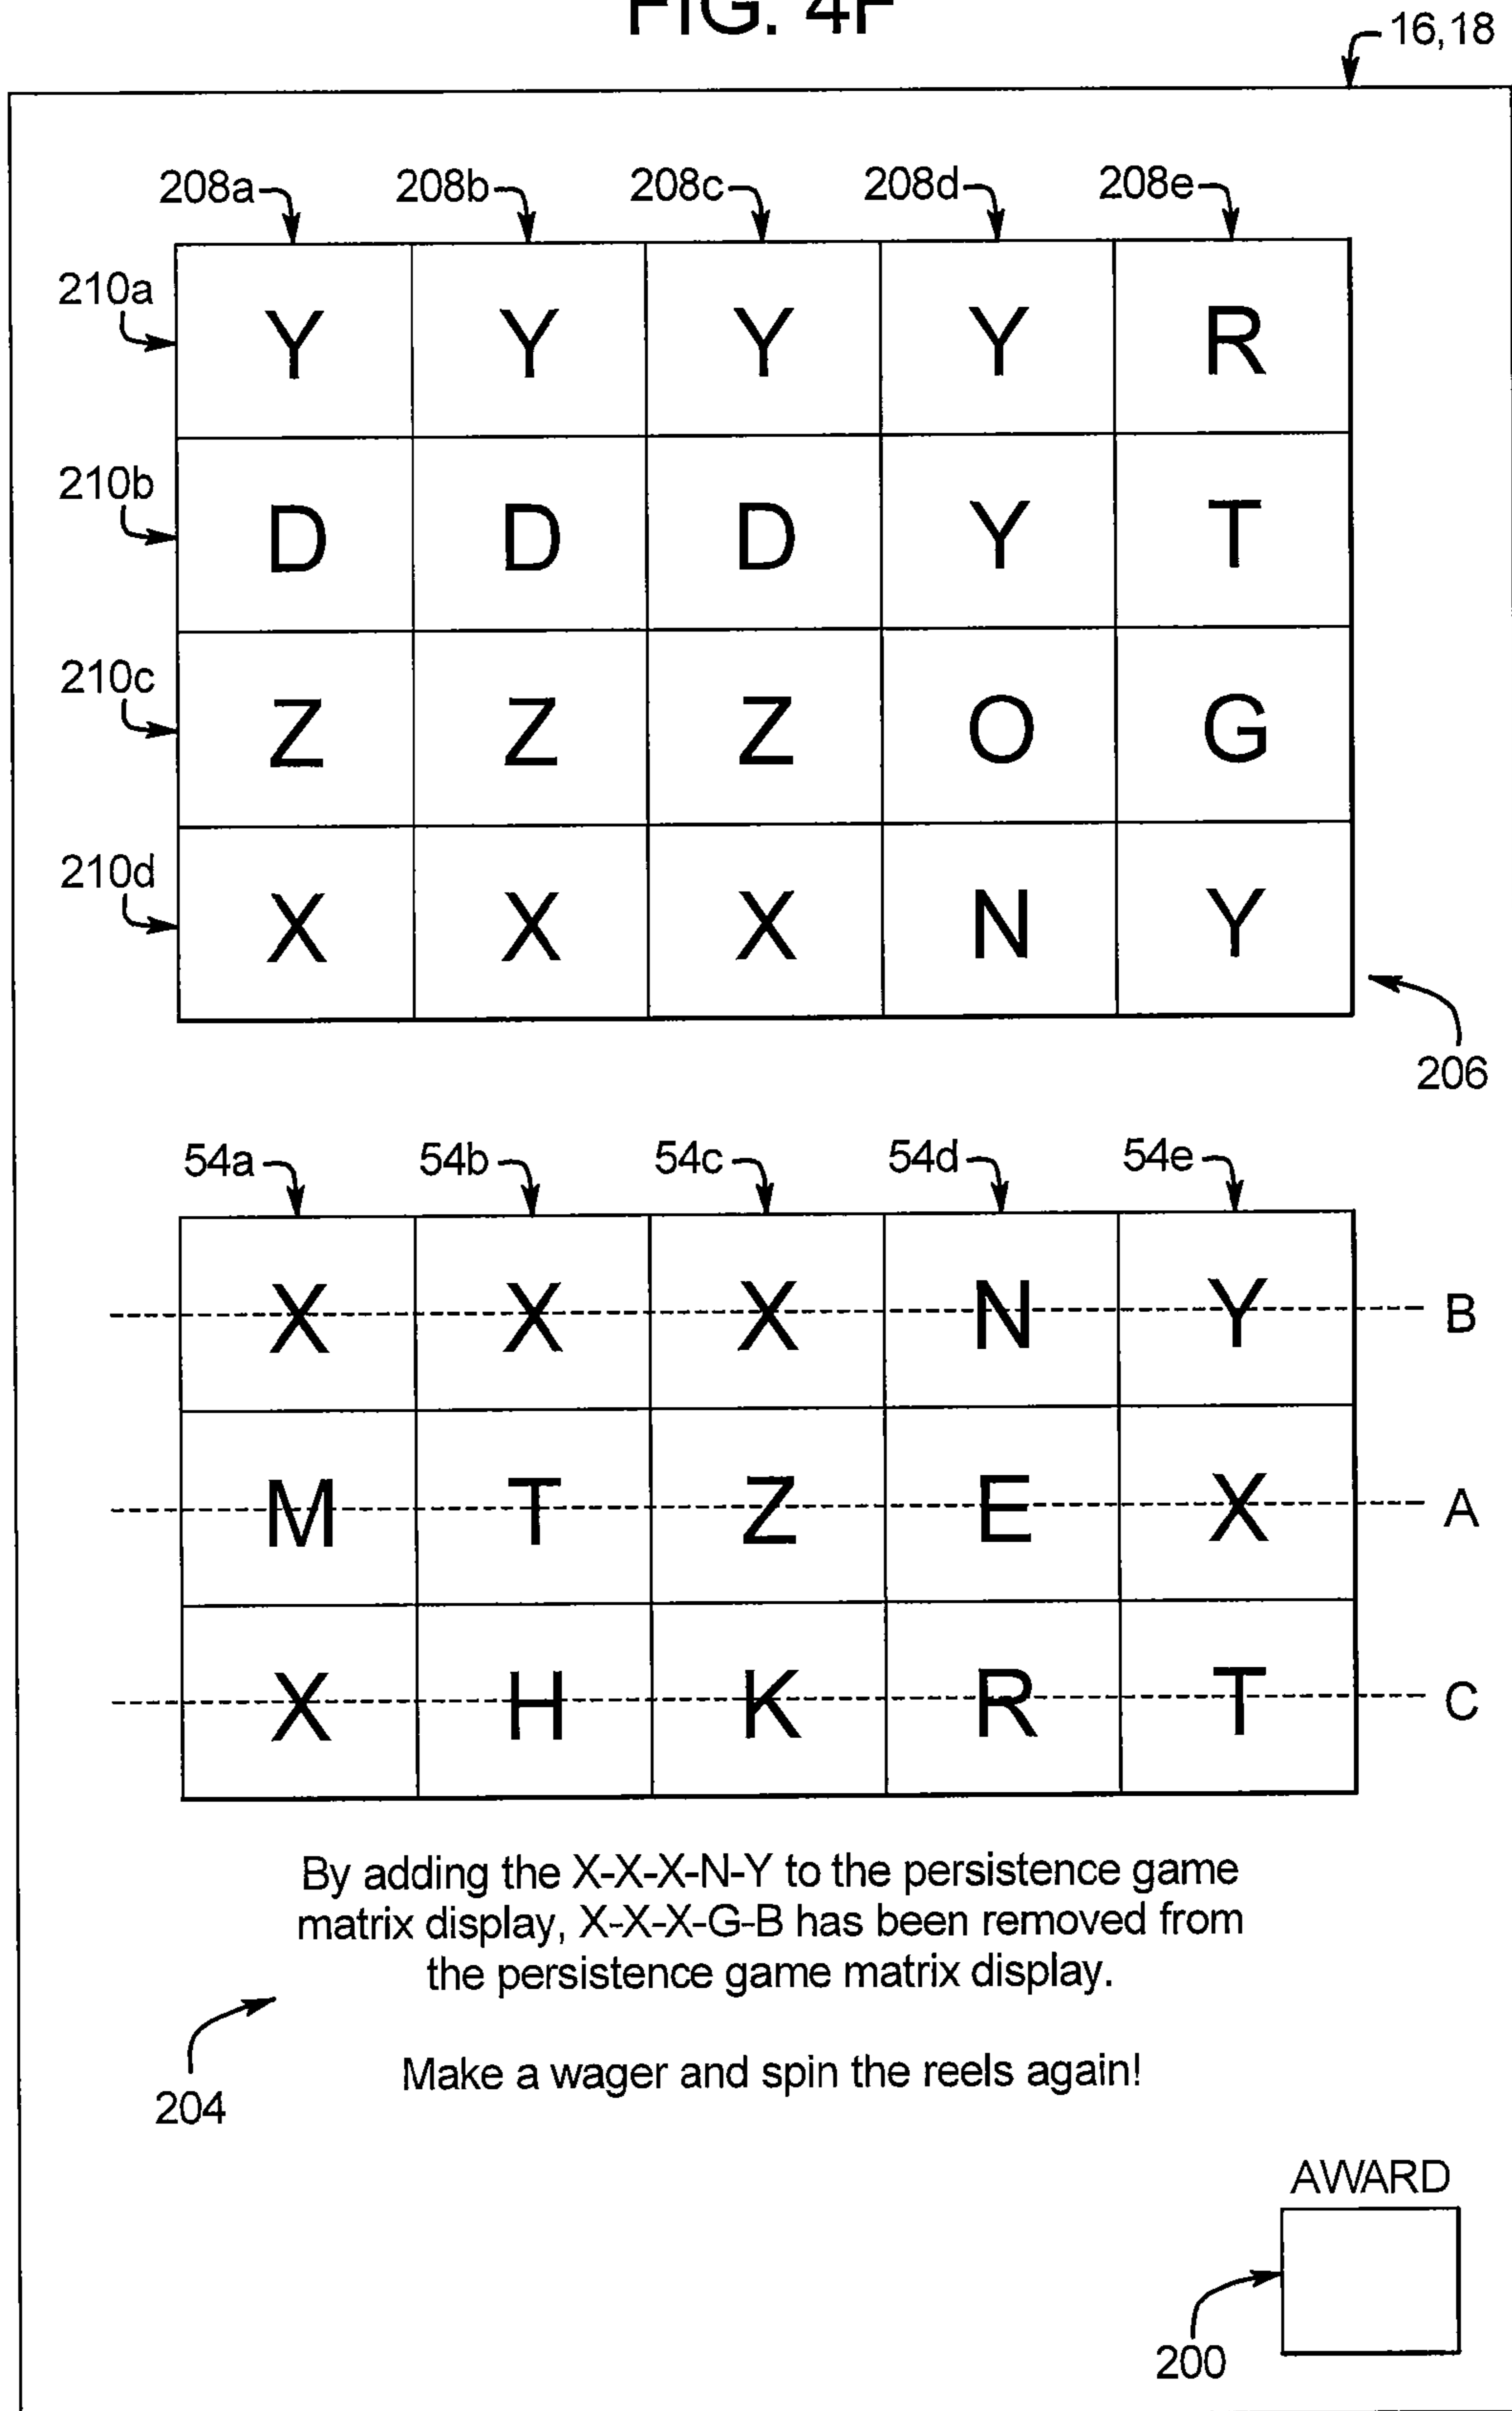 FIG. 4F
16,18
208a 208b 208c 208d 208e
210a Y Y Y Y R
210b D D D Y T
210c Z Z Z O G
210d X X X N Y
206
54a 54b 54c 54d 54e
X X X N Y B
M T Z E X A
X H K R T C
By adding the X-X-X-N-Y to the persistence game
matrix display, X-X-X-G-B has been removed from
the persistence game matrix display.
204
Make a wager and spin the reels again!
AWARD
200